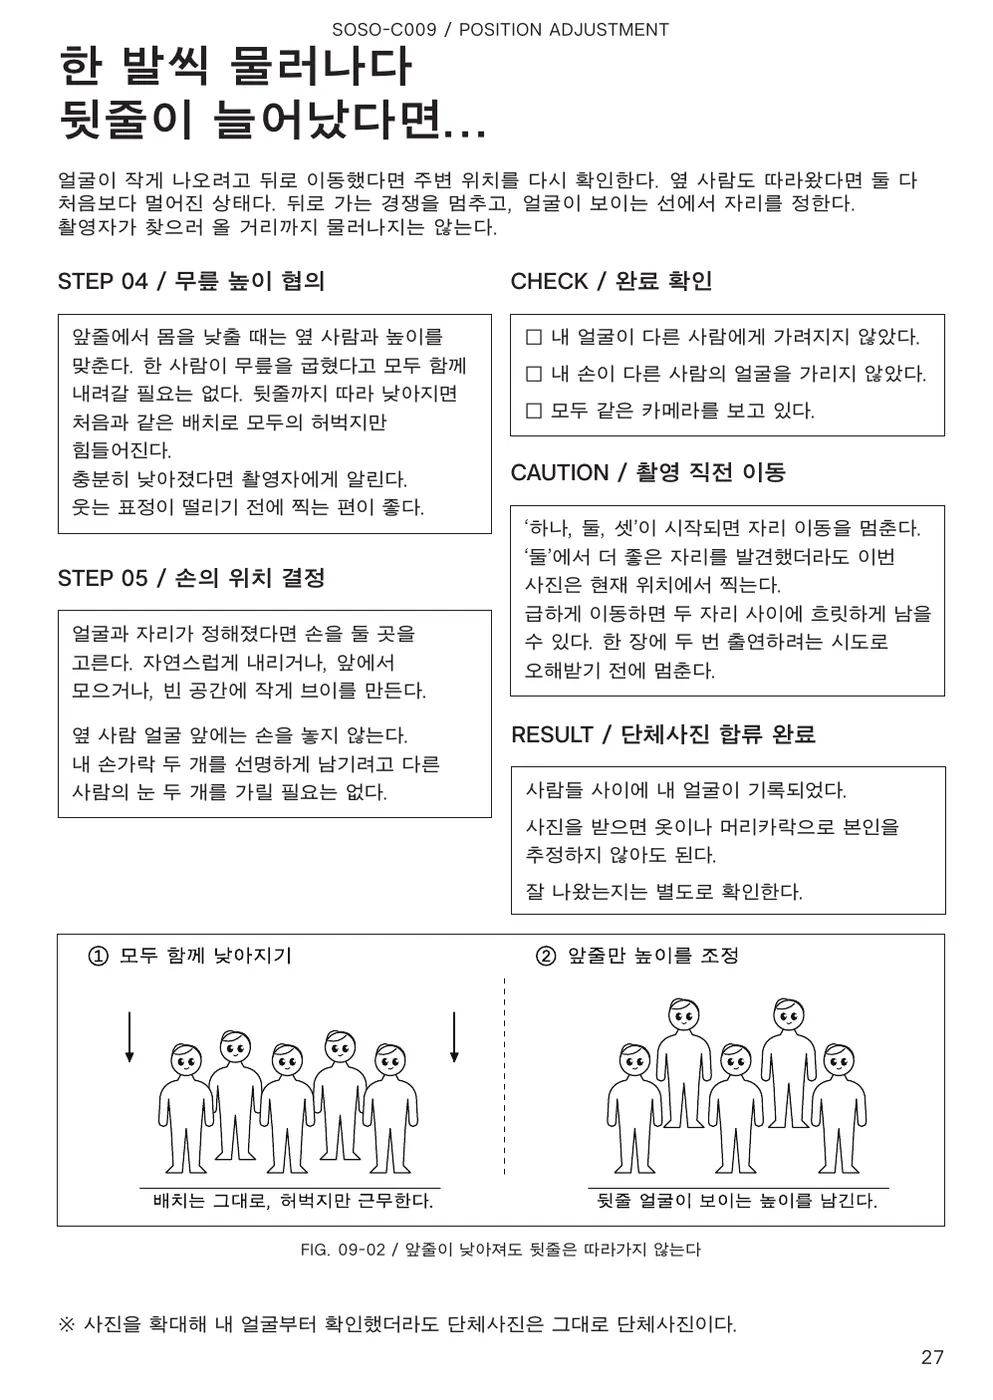 SOSO-C009 / POSITION ADJUSTMENT
한 발씩 물러나다
뒷줄이 늘어났다면...
얼굴이 작게 나오려고 뒤로 이동했다면 주변 위치를 다시 확인한다. 옆 사람도 따라왔다면 둘 다
처음보다 멀어진 상태다. 뒤로 가는 경쟁을 멈추고, 얼굴이 보이는 선에서 자리를 정한다.
촬영자가 찾으러 올 거리까지 물러나지는 않는다.
STEP 04 / 무릎 높이 협의
앞줄에서 몸을 낮출 때는 옆 사람과 높이를
맞춘다. 한 사람이 무릎을 굽혔다고 모두 함께
내려갈 필요는 없다. 뒷줄까지 따라 낮아지면
처음과 같은 배치로 모두의 허벅지만
힘들어진다.
충분히 낮아졌다면 촬영자에게 알린다.
웃는 표정이 떨리기 전에 찍는 편이 좋다.
STEP 05 / 손의 위치 결정
얼굴과 자리가 정해졌다면 손을 둘 곳을
고른다. 자연스럽게 내리거나, 앞에서
모으거나, 빈 공간에 작게 브이를 만든다.
옆 사람 얼굴 앞에는 손을 놓지 않는다.
내 손가락 두 개를 선명하게 남기려고 다른
사람의 눈 두 개를 가릴 필요는 없다.
CHECK / 완료 확인
□ 내 얼굴이 다른 사람에게 가려지지 않았다.
□ 내 손이 다른 사람의 얼굴을 가리지 않았다.
□ 모두 같은 카메라를 보고 있다.
CAUTION / 촬영 직전 이동
‘하나, 둘, 셋’이 시작되면 자리 이동을 멈춘다.
‘둘’에서 더 좋은 자리를 발견했더라도 이번
사진은 현재 위치에서 찍는다.
급하게 이동하면 두 자리 사이에 흐릿하게 남을
수 있다. 한 장에 두 번 출연하려는 시도로
오해받기 전에 멈춘다.
RESULT / 단체사진 합류 완료
사람들 사이에 내 얼굴이 기록되었다.
사진을 받으면 옷이나 머리카락으로 본인을
추정하지 않아도 된다.
잘 나왔는지는 별도로 확인한다.
① 모두 함께 낮아지기
배치는 그대로, 허벅지만 근무한다.
② 앞줄만 높이를 조정
뒷줄 얼굴이 보이는 높이를 남긴다.
FIG. 09-02 / 앞줄이 낮아져도 뒷줄은 따라가지 않는다
※ 사진을 확대해 내 얼굴부터 확인했더라도 단체사진은 그대로 단체사진이다.
27